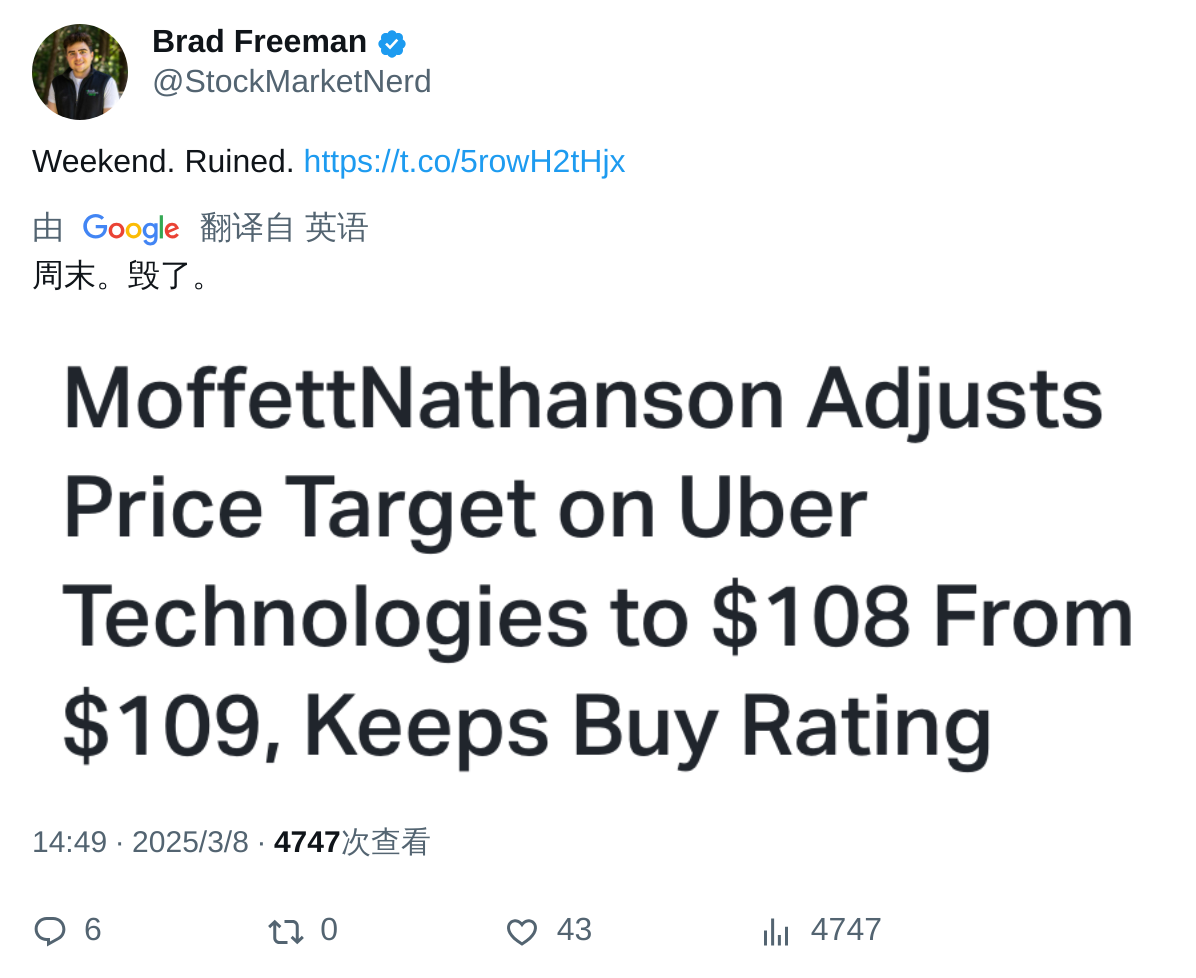 Brad Freeman
@StockMarketNerd
Weekend. Ruined. https://t.co/5rowH2tHjx
由 Google 翻译自 英语
周末。毁了。
MoffettNathanson Adjusts
Price Target on Uber
Technologies to $108 From
$109, Keeps Buy Rating
14:49 · 2025/3/8 · 4747次查看
6 0 43 4747